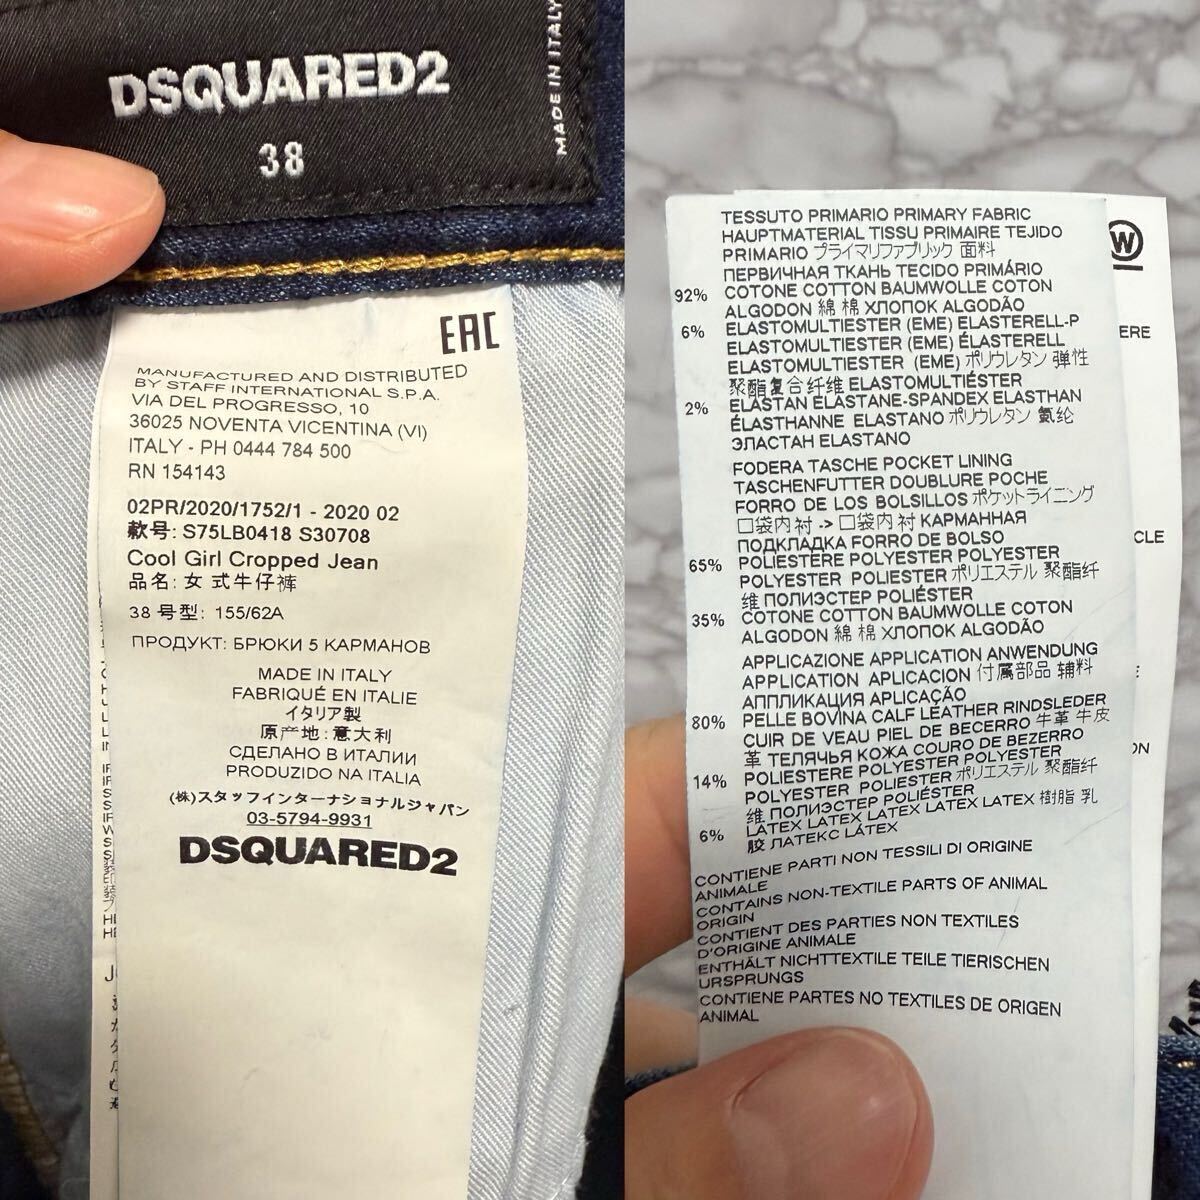 DSQUARED2
38
MADE IN ITALY
EAC
MANUFACTURED AND DISTRIBUTED
BY STAFF INTERNATIONAL S.P.A.
VIA DEL PROGRESSO, 10
36025 NOVENTA VICENTINA (VI)
ITALY - PH 0444 784 500
RN 154143
02PR/2020/1752/1 - 2020 02
款号: S75LB0418 S30708
Cool Girl Cropped Jean
品名: 女 式牛仔裤
38 号型: 155/62A
ПРОДУКТ: БРЮКИ 5 КАРМАНОВ
MADE IN ITALY
FABRIQUÉ EN ITALIE
イタリア製
原产地: 意大利
СДЕЛАНО В ИТАЛИИ
PRODUZIDO NA ITALIA
(株)スタッフインターナショナルジャパン
03-5794-9931
DSQUARED2
TESSUTO PRIMARIO PRIMARY FABRIC
HAUPTMATERIAL TISSU PRIMAIRE TEJIDO
PRIMARIO プライマリファブリック 面料
ПЕРВИЧНАЯ ТКАНЬ TECIDO PRIMÁRIO
92% COTONE COTTON BAUMWOLLE COTON
ALGODON 綿 棉 ХЛОПОК ALGODÃO
6% ELASTOMULTIESTER (EME) ELASTERELL-P
ELASTOMULTIESTER (EME) ÉLASTERELL
ELASTOMULTIESTER (EME) ポリウレタン 弹性
聚酯复合纤维 ELASTOMULTIÉSTER
2% ELASTAN ELASTANE-SPANDEX ELASTHAN
ÉLASTHANNE ELASTANO ポリウレタン 氨纶
ЭЛАСТАН ELASTANO
FODERA TASCHE POCKET LINING
TASCHENFUTTER DOUBLURE POCHE
FORRO DE LOS BOLSILLOS ポケットライニング
口袋内衬 -> 口袋内 衬 КАРМАННАЯ
ПОДКЛАДКА FORRO DE BOLSO
65% POLIESTERE POLYESTER POLYESTER
POLYESTER POLIESTER ポリエステル 聚酯纤
维 ПОЛИЭСТЕР POLIÉSTER
35% COTONE COTTON BAUMWOLLE COTON
ALGODON 綿 棉 ХЛОПОК ALGODÃO
APPLICAZIONE APPLICATION ANWENDUNG
APPLICATION APLICACION 付属部品 辅料
АППЛИКАЦИЯ APLICAÇÃO
80% PELLE BOVINA CALF LEATHER RINDSLEDER
CUIR DE VEAU PIEL DE BECERRO 牛革 牛皮
革 ТЕЛЯЧЬЯ КОЖА COURO DE BEZERRO
14% POLIESTERE POLYESTER POLYESTER
POLYESTER POLIESTER ポリエステル 聚酯纤
维 ПОЛИЭСТЕР POLIÉSTER
6% LATEX LATEX LATEX LATEX LATEX 樹脂 乳
胶 ЛАТЕКС LÁTEX
CONTIENE PARTI NON TESSILI DI ORIGINE
ANIMALE
CONTAINS NON-TEXTILE PARTS OF ANIMAL
ORIGIN
CONTIENT DES PARTIES NON TEXTILES
D'ORIGINE ANIMALE
ENTHÄLT NICHTTEXTILE TEILE TIERISCHEN
URSPRUNGS
CONTIENE PARTES NO TEXTILES DE ORIGEN
ANIMAL
W
ERE
CLE
ON